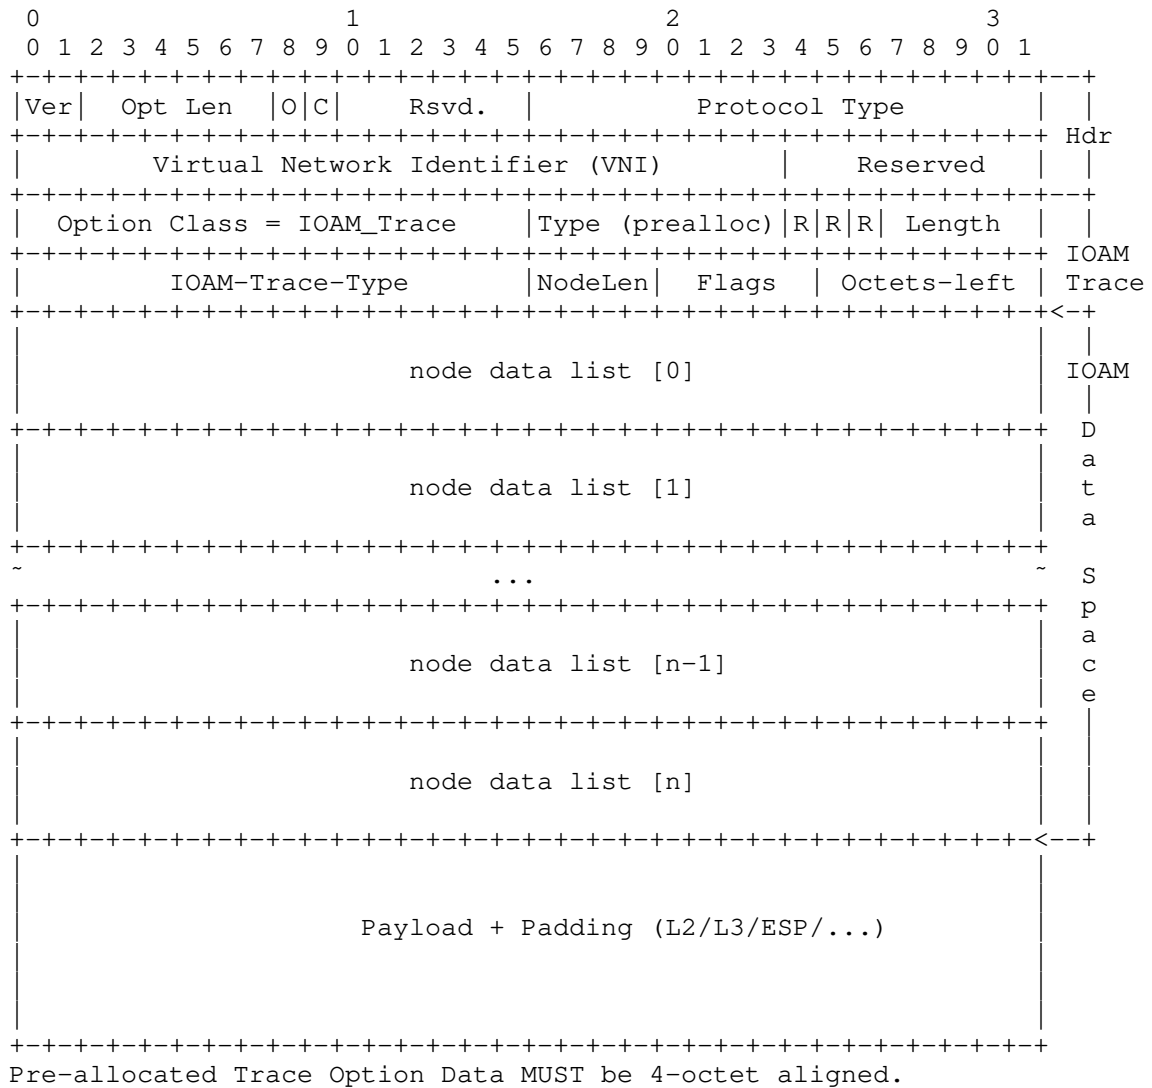 0                   1                   2                   3
 0 1 2 3 4 5 6 7 8 9 0 1 2 3 4 5 6 7 8 9 0 1 2 3 4 5 6 7 8 9 0 1
+-+-+-+-+-+-+-+-+-+-+-+-+-+-+-+-+-+-+-+-+-+-+-+-+-+-+-+-+-+-+-+-+--+
|Ver|  Opt Len  |O|C|    Rsvd.  |          Protocol Type        |  |
+-+-+-+-+-+-+-+-+-+-+-+-+-+-+-+-+-+-+-+-+-+-+-+-+-+-+-+-+-+-+-+-+ Hdr
|        Virtual Network Identifier (VNI)       |    Reserved   |  |
+-+-+-+-+-+-+-+-+-+-+-+-+-+-+-+-+-+-+-+-+-+-+-+-+-+-+-+-+-+-+-+-+--+
|  Option Class = IOAM_Trace    |Type (prealloc)|R|R|R| Length  |  |
+-+-+-+-+-+-+-+-+-+-+-+-+-+-+-+-+-+-+-+-+-+-+-+-+-+-+-+-+-+-+-+-+ IOAM
|         IOAM-Trace-Type       |NodeLen|  Flags  | Octets-left | Trace
+-+-+-+-+-+-+-+-+-+-+-+-+-+-+-+-+-+-+-+-+-+-+-+-+-+-+-+-+-+-+-+-+<-+
|                                                               |  |
|                        node data list [0]                     | IOAM
|                                                               |  |
+-+-+-+-+-+-+-+-+-+-+-+-+-+-+-+-+-+-+-+-+-+-+-+-+-+-+-+-+-+-+-+-+  D
|                                                               |  a
|                        node data list [1]                     |  t
|                                                               |  a
+-+-+-+-+-+-+-+-+-+-+-+-+-+-+-+-+-+-+-+-+-+-+-+-+-+-+-+-+-+-+-+-+
~                             ...                               ~  S
+-+-+-+-+-+-+-+-+-+-+-+-+-+-+-+-+-+-+-+-+-+-+-+-+-+-+-+-+-+-+-+-+  p
|                                                               |  a
|                        node data list [n-1]                   |  c
|                                                               |  e
+-+-+-+-+-+-+-+-+-+-+-+-+-+-+-+-+-+-+-+-+-+-+-+-+-+-+-+-+-+-+-+-+  |
|                                                               |  |
|                        node data list [n]                     |  |
|                                                               |  |
+-+-+-+-+-+-+-+-+-+-+-+-+-+-+-+-+-+-+-+-+-+-+-+-+-+-+-+-+-+-+-+-<--+
|                                                               |
|                                                               |
|                     Payload + Padding (L2/L3/ESP/...)         |
|                                                               |
|                                                               |
|                                                               |
+-+-+-+-+-+-+-+-+-+-+-+-+-+-+-+-+-+-+-+-+-+-+-+-+-+-+-+-+-+-+-+-+
Pre-allocated Trace Option Data MUST be 4-octet aligned.